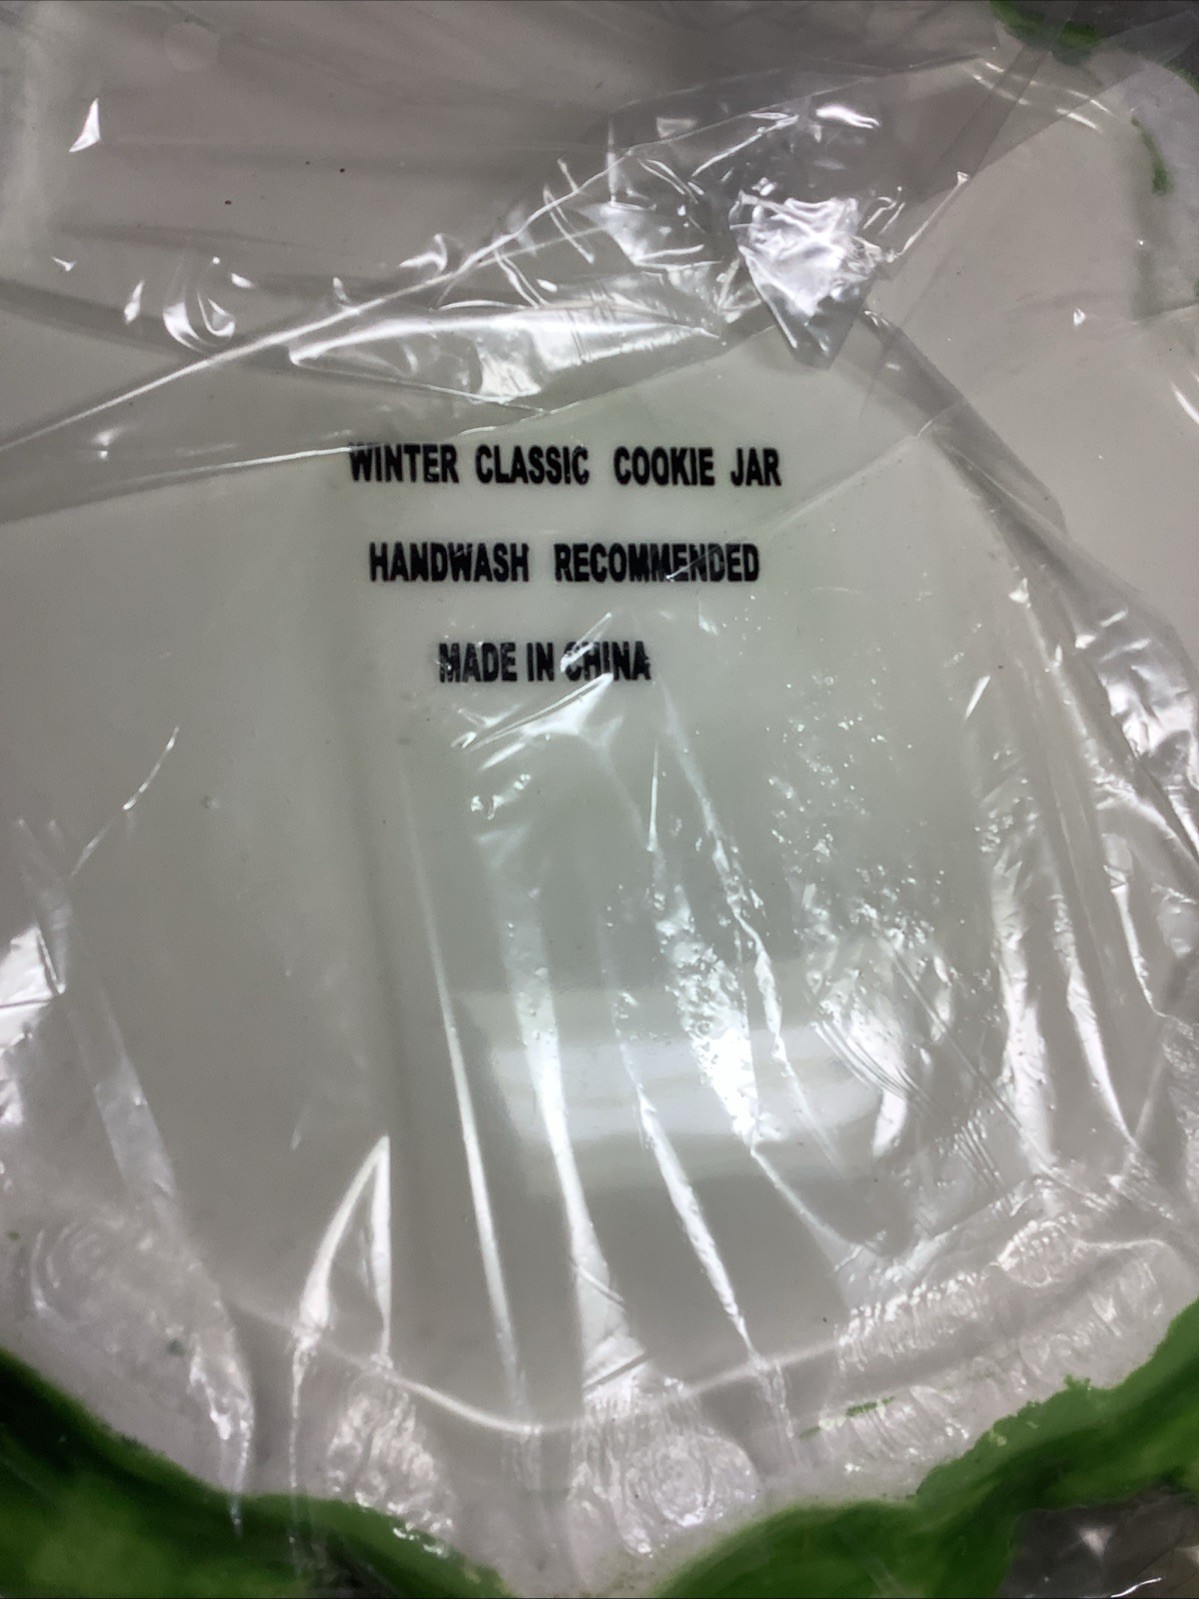 WINTER CLASSIC COOKIE JAR
HANDWASH RECOMMENDED
MADE IN CHINA